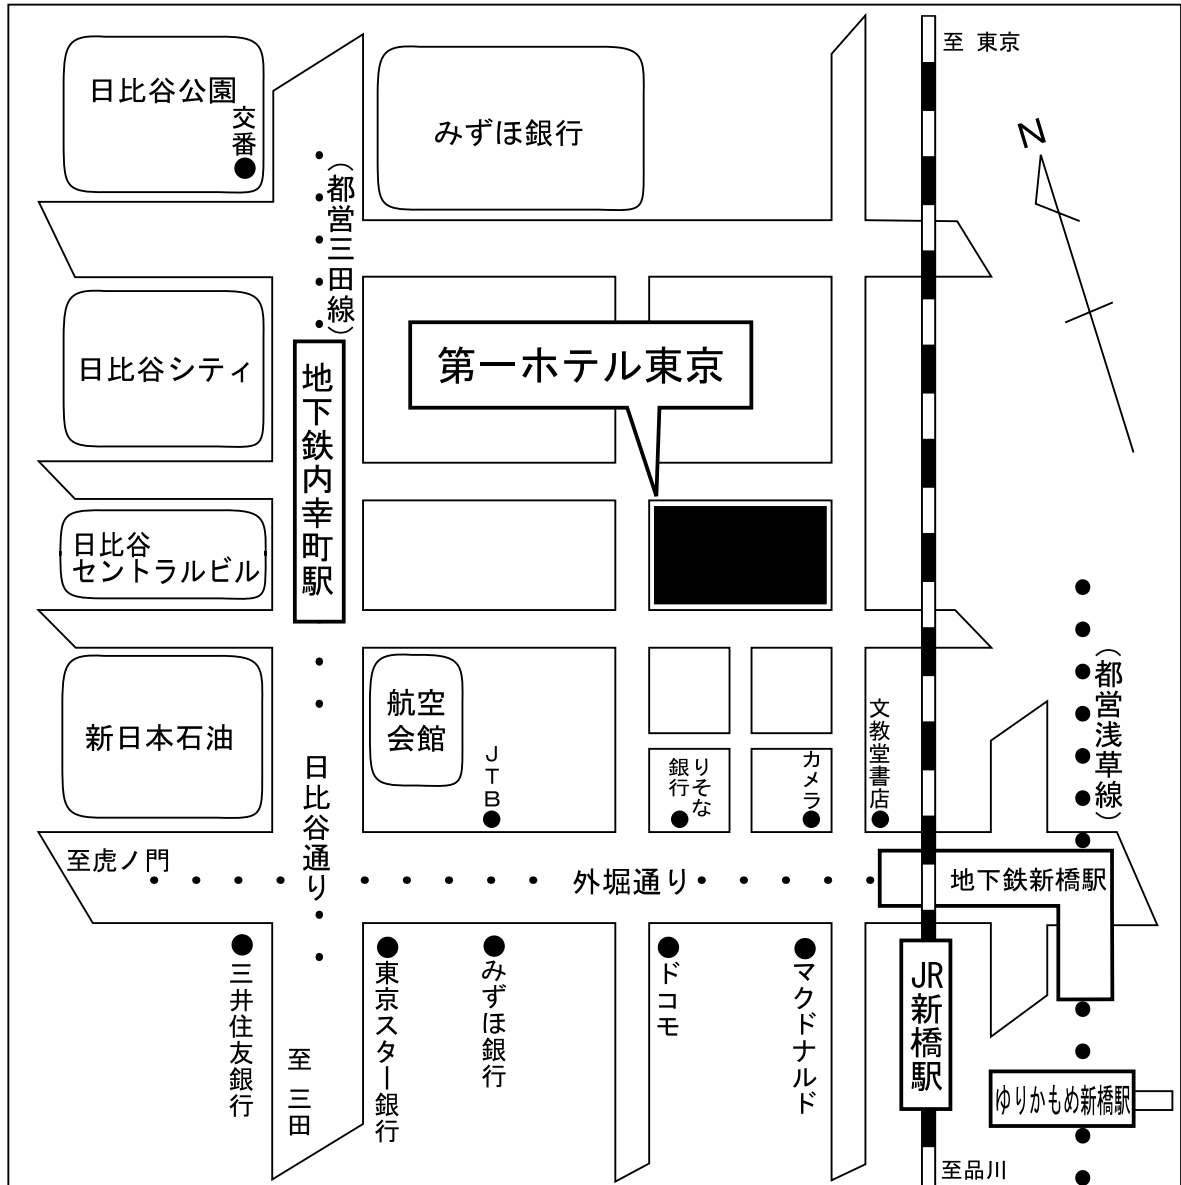 至 東京
日比谷公園
交番
みずほ銀行
N
(都営三田線)
日比谷シティ
第一ホテル東京
地下鉄内幸町駅
日比谷
セントラルビル
新日本石油
航空
会館
JTB
りそな
銀行
カメラ
文教堂書店
(都営浅草線)
日比谷通り
至虎ノ門
外堀通り
地下鉄新橋駅
三井住友銀行
至 三田
東京スター銀行
みずほ銀行
ドコモ
マクドナルド
JR新橋駅
ゆりかもめ新橋駅
至品川